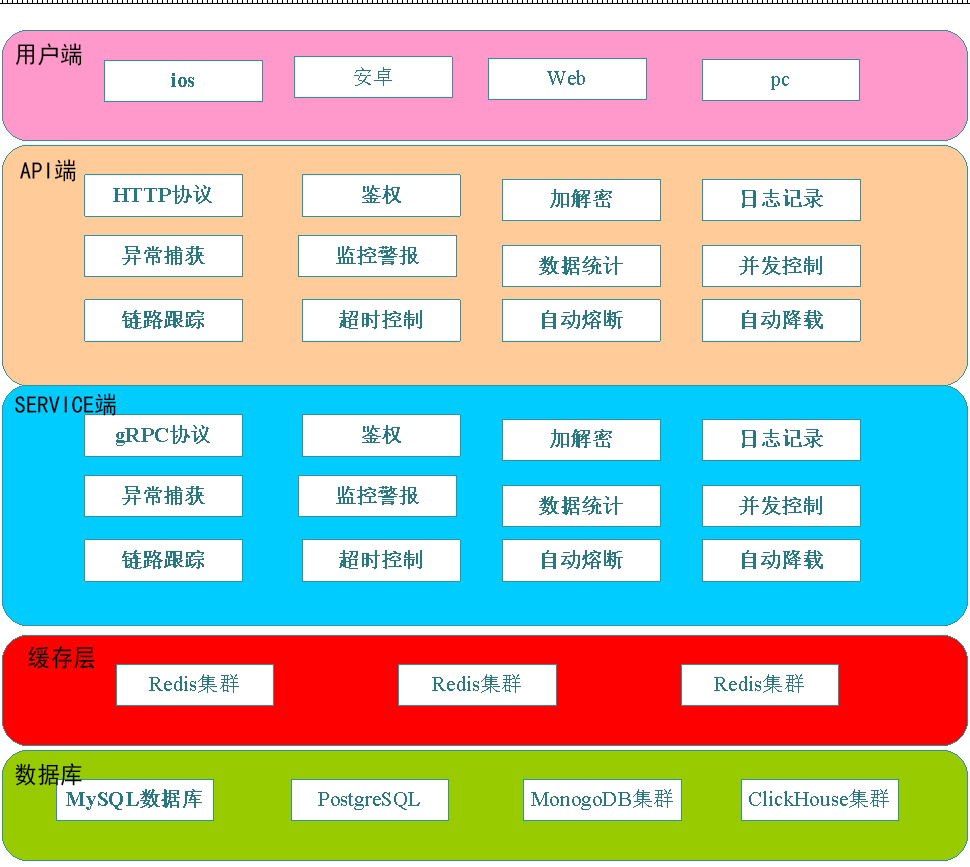 用户端
ios
安卓
Web
pc
API端
HTTP协议
鉴权
加解密
日志记录
异常捕获
监控警报
数据统计
并发控制
链路跟踪
超时控制
自动熔断
自动降载
SERVICE端
gRPC协议
鉴权
加解密
日志记录
异常捕获
监控警报
数据统计
并发控制
链路跟踪
超时控制
自动熔断
自动降载
缓存层
Redis集群
Redis集群
Redis集群
数据库
MySQL数据库
PostgreSQL
MonogoDB集群
ClickHouse集群